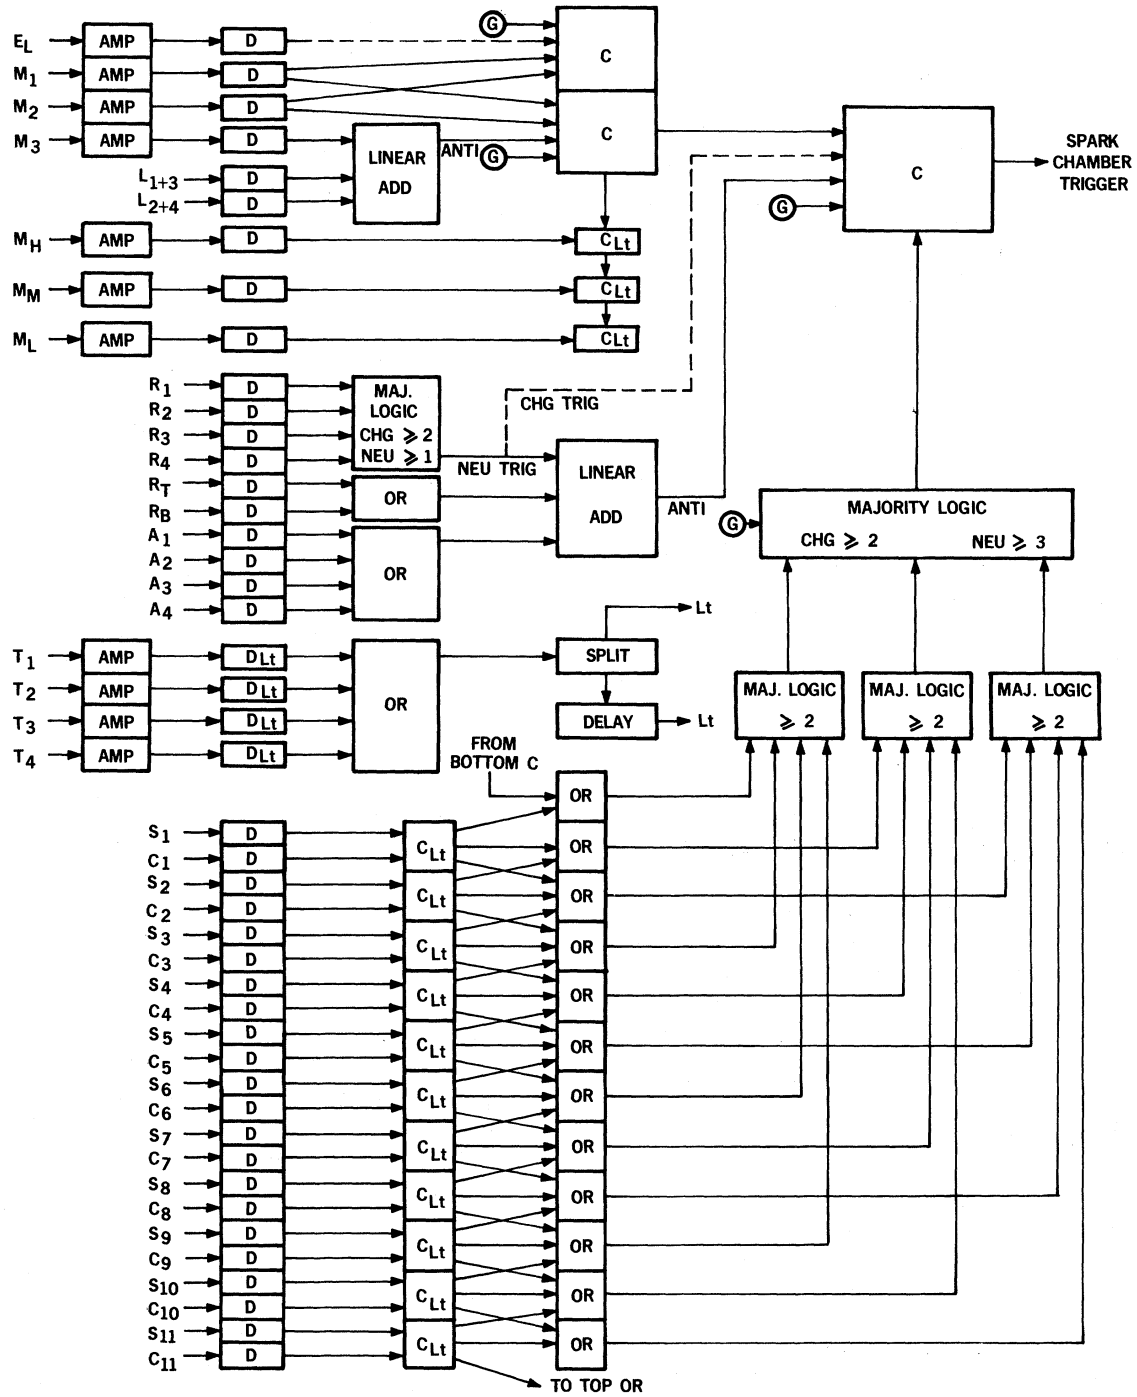 E_L AMP D G C
M_1 AMP D
M_2 AMP D
M_3 AMP D LINEAR ADD ANTI G C
L_1+3 D
L_2+4 D
C SPARK CHAMBER TRIGGER
G
M_H AMP D C_Lt
M_M AMP D C_Lt
M_L AMP D C_Lt
R_1 D MAJ. LOGIC
R_2 D CHG ⩾ 2
R_3 D NEU ⩾ 1
R_4 D
CHG TRIG
NEU TRIG
R_T D OR
R_B D
LINEAR ADD ANTI
A_1 D OR
A_2 D
A_3 D
A_4 D
G MAJORITY LOGIC
CHG ⩾ 2 NEU ⩾ 3
T_1 AMP D_Lt OR SPLIT Lt
T_2 AMP D_Lt
T_3 AMP D_Lt DELAY Lt
T_4 AMP D_Lt
MAJ. LOGIC ⩾ 2
MAJ. LOGIC ⩾ 2
MAJ. LOGIC ⩾ 2
FROM
BOTTOM C
OR
S_1 D C_Lt OR
C_1 D
S_2 D C_Lt OR
C_2 D
S_3 D C_Lt OR
C_3 D
S_4 D C_Lt OR
C_4 D
S_5 D C_Lt OR
C_5 D
S_6 D C_Lt OR
C_6 D
S_7 D C_Lt OR
C_7 D
S_8 D C_Lt OR
C_8 D
S_9 D C_Lt OR
C_9 D
S_10 D C_Lt OR
C_10 D
S_11 D C_Lt OR
C_11 D
TO TOP OR